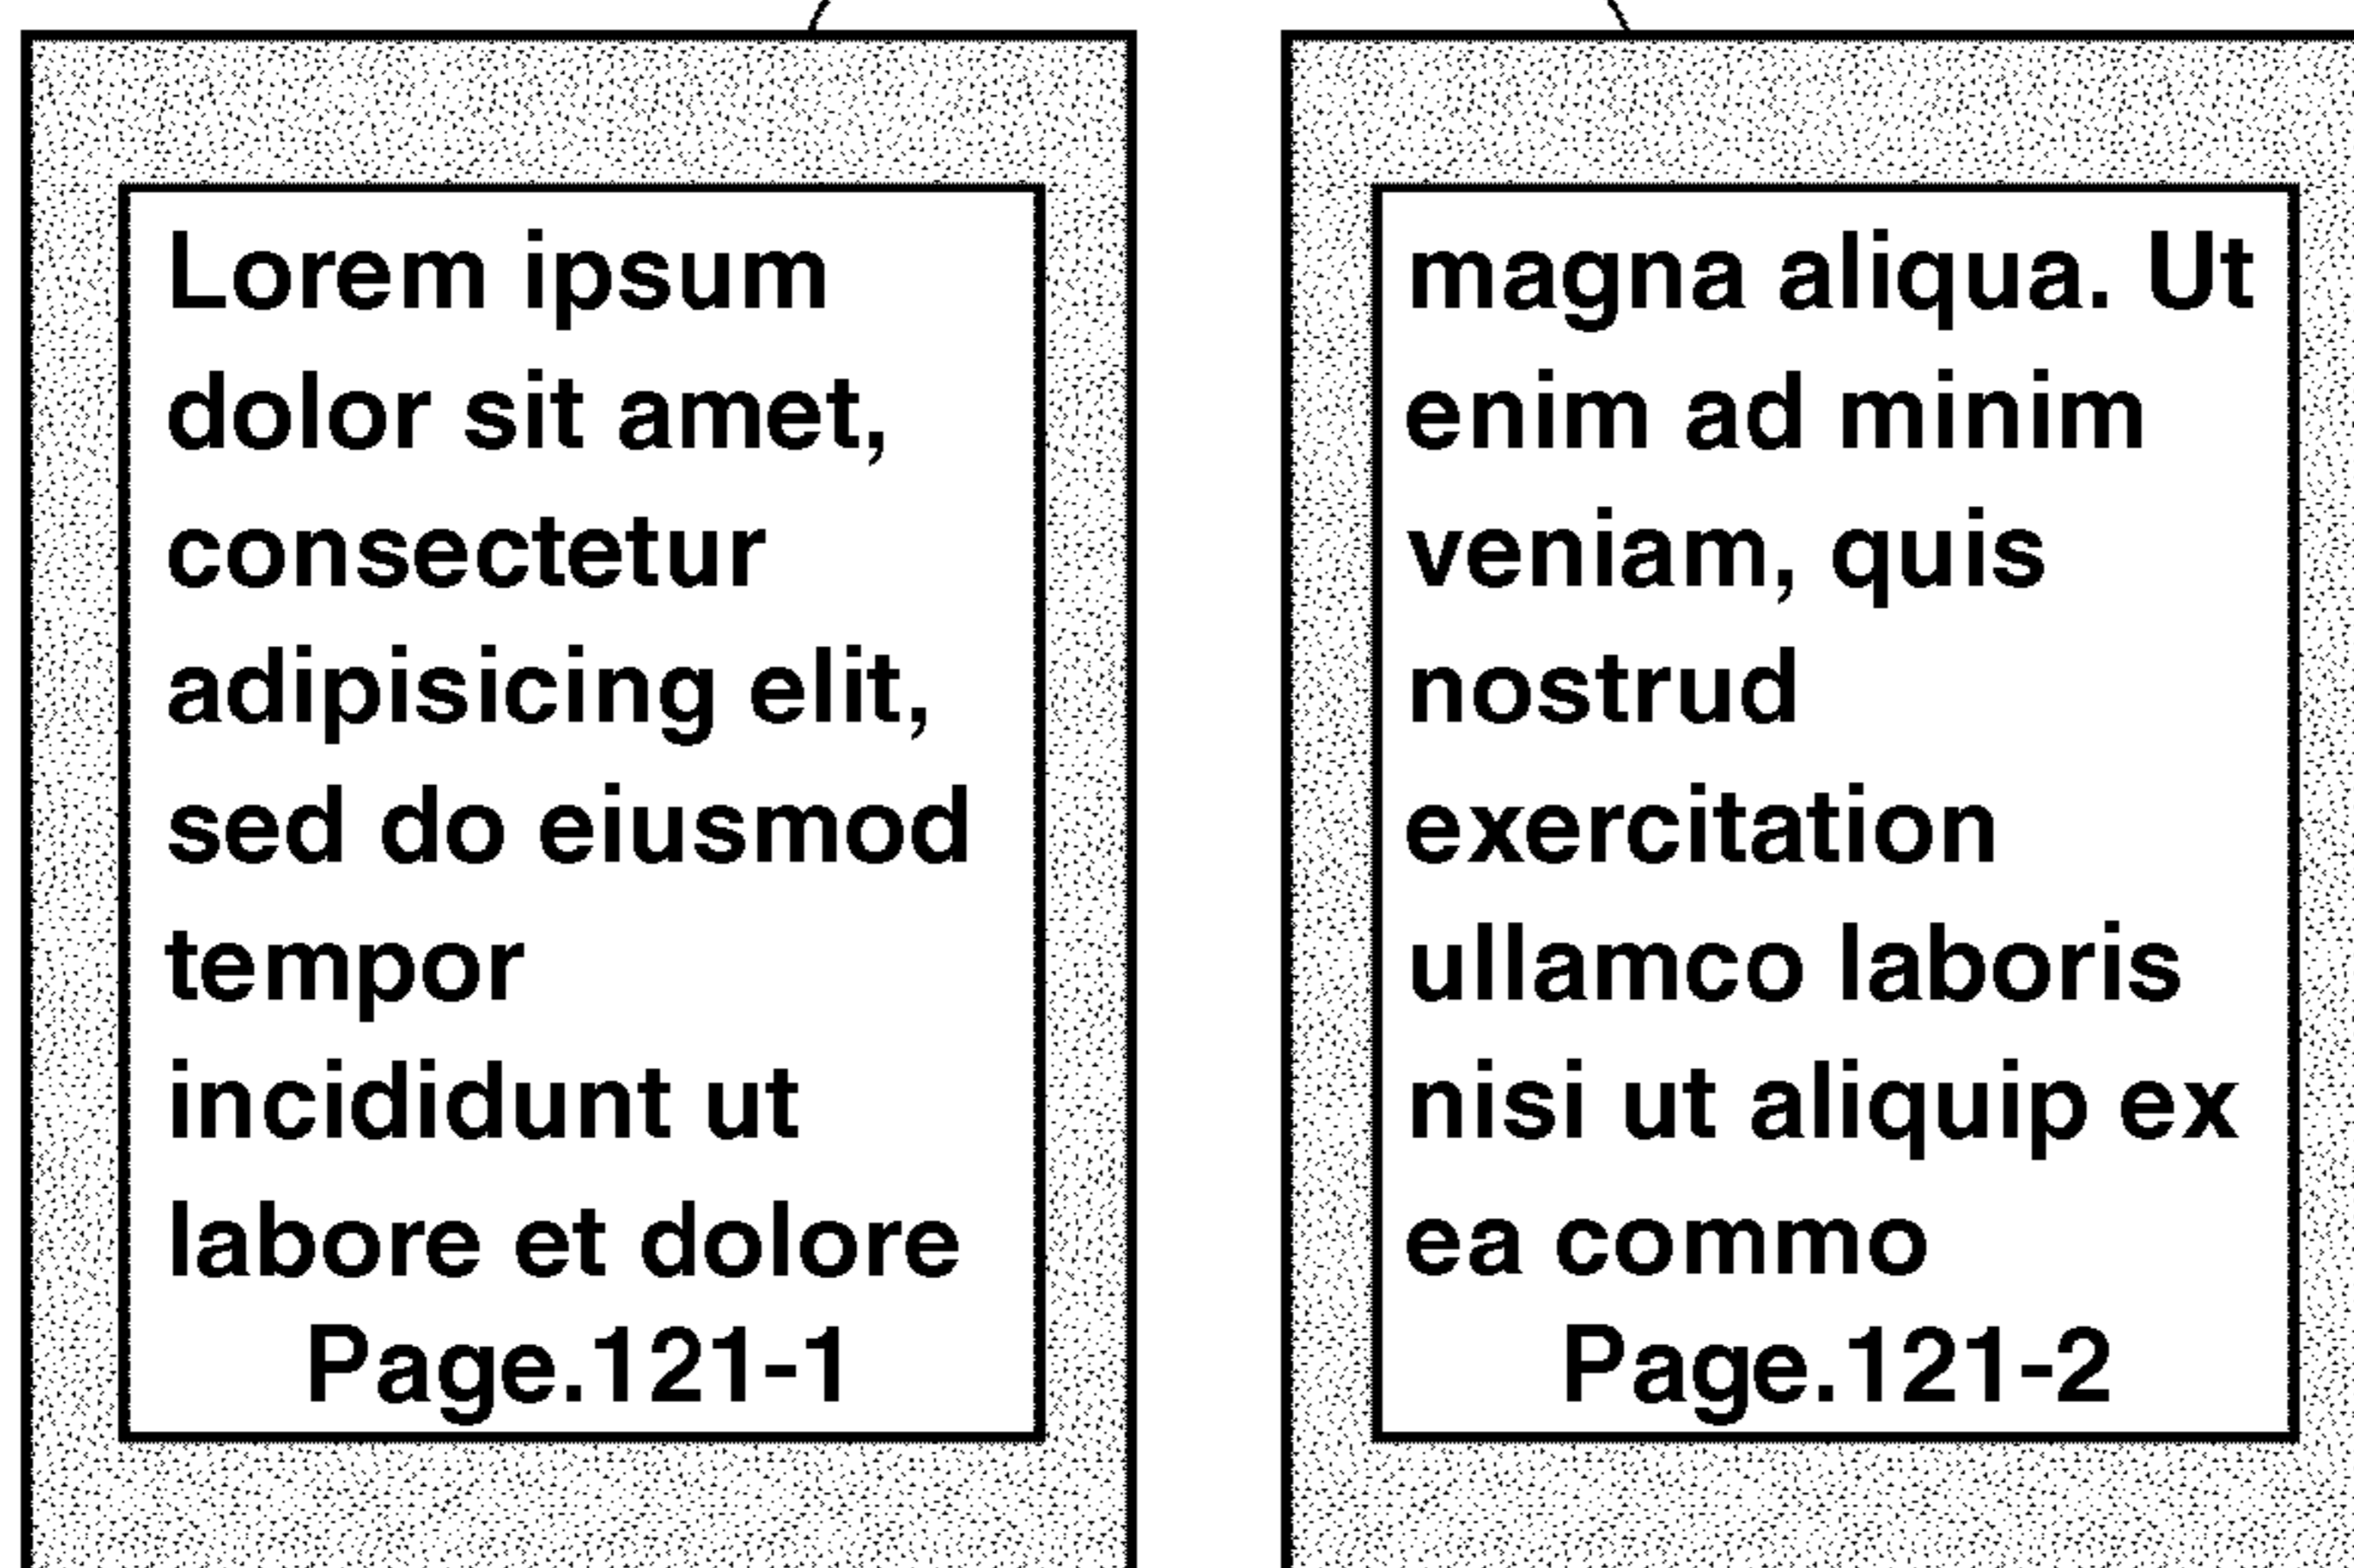 Lorem ipsum
dolor sit amet,
consectetur
adipisicing elit,
sed do eiusmod
tempor
incididunt ut
labore et dolore
Page.121-1
magna aliqua. Ut
enim ad minim
veniam, quis
nostrud
exercitation
ullamco laboris
nisi ut aliquip ex
ea commo
Page.121-2